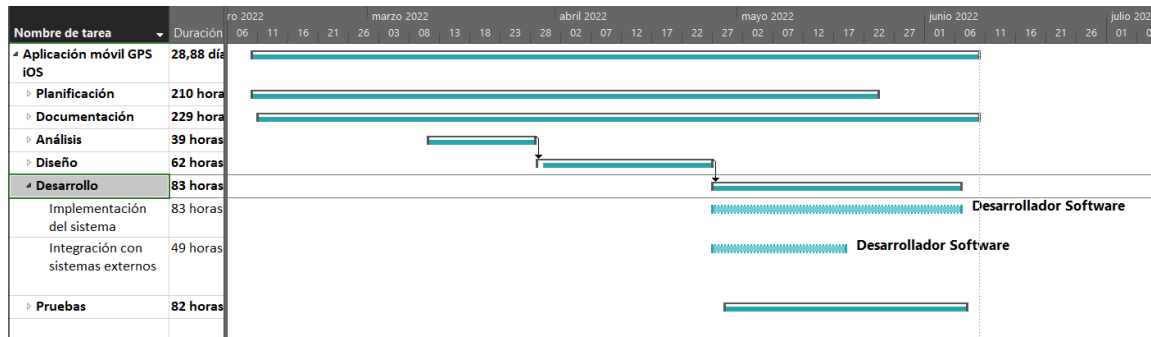 ro 2022 marzo 2022 abril 2022 mayo 2022 junio 2022 julio 202
Nombre de tarea Duración 06 11 16 21 26 03 08 13 18 23 28 02 07 12 17 22 27 02 07 12 17 22 27 01 06 11 16 21 26 01 0
Aplicación móvil GPS 28,88 día
iOS
Planificación 210 hora
Documentación 229 horas
Análisis 39 horas
Diseño 62 horas
Desarrollo 83 horas
Implementación 83 horas Desarrollador Software
del sistema
Integración con 49 horas Desarrollador Software
sistemas externos
Pruebas 82 horas